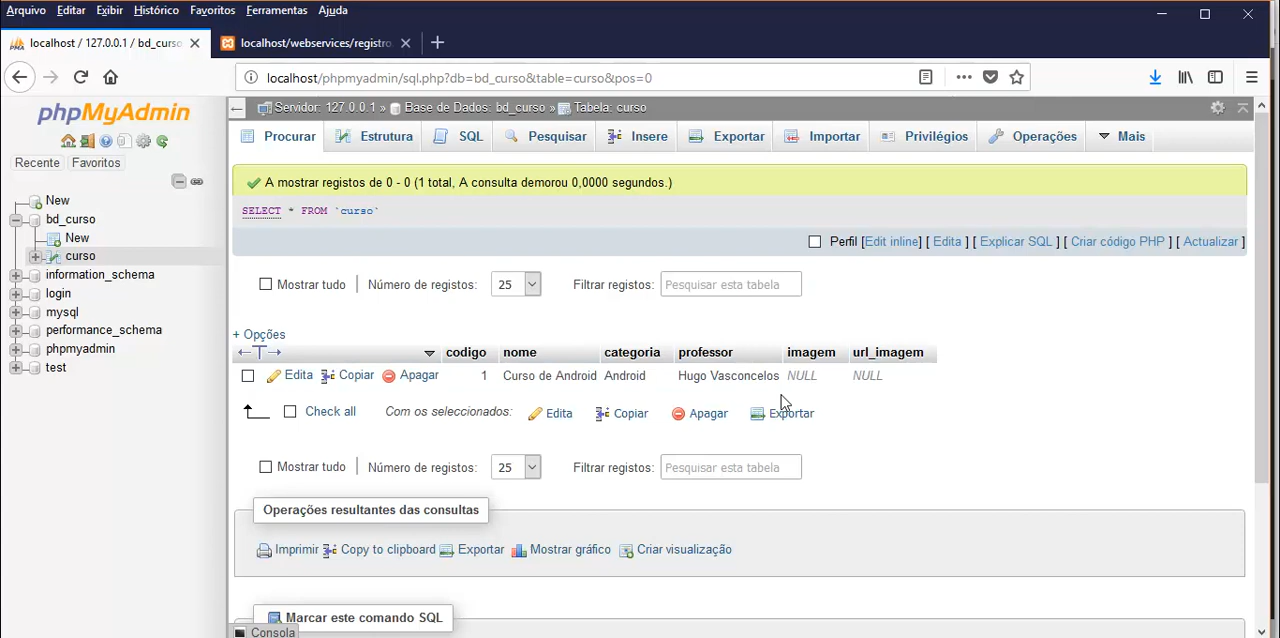 Arquivo Editar Exibir Histórico Favoritos Ferramentas Ajuda
localhost / 127.0.0.1 / bd_curso
localhost/webservices/registro
localhost/phpmyadmin/sql.php?db=bd_curso&table=curso&pos=0
phpMyAdmin
Recente Favoritos
New
bd_curso
New
curso
information_schema
login
mysql
performance_schema
phpmyadmin
test
Servidor: 127.0.0.1 » Base de Dados: bd_curso » Tabela: curso
Procurar Estrutura SQL Pesquisar Insere Exportar Importar Privilégios Operações Mais
A mostrar registos de 0 - 0 (1 total, A consulta demorou 0,0000 segundos.)
SELECT * FROM `curso`
Perfil [Edit inline] [ Edita ] [ Explicar SQL ] [ Criar código PHP ] [ Actualizar ]
Mostrar tudo Número de registos: 25 Filtrar registos: Pesquisar esta tabela
+ Opções
codigo nome categoria professor imagem url_imagem
Edita Copiar Apagar 1 Curso de Android Android Hugo Vasconcelos NULL NULL
Check all Com os seleccionados: Edita Copiar Apagar Exportar
Mostrar tudo Número de registos: 25 Filtrar registos: Pesquisar esta tabela
Operações resultantes das consultas
Imprimir Copy to clipboard Exportar Mostrar gráfico Criar visualização
Marcar este comando SQL
Consola